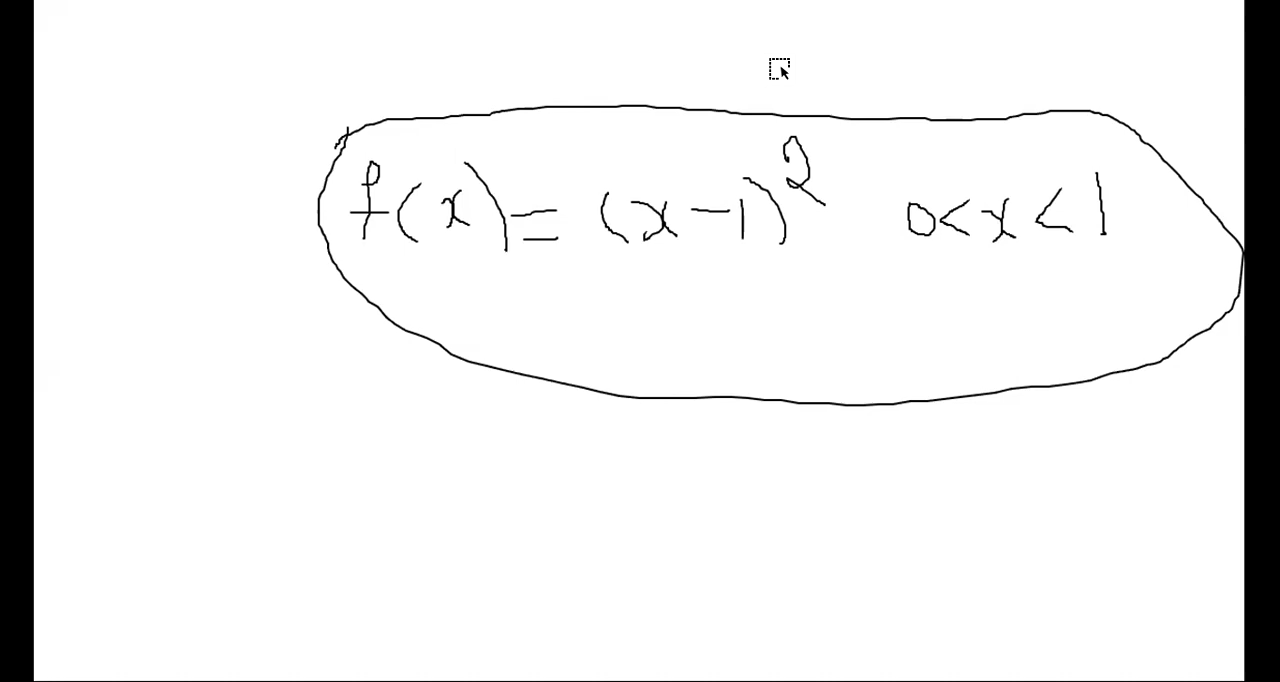 f(x) = (x-1)² 0<x<1